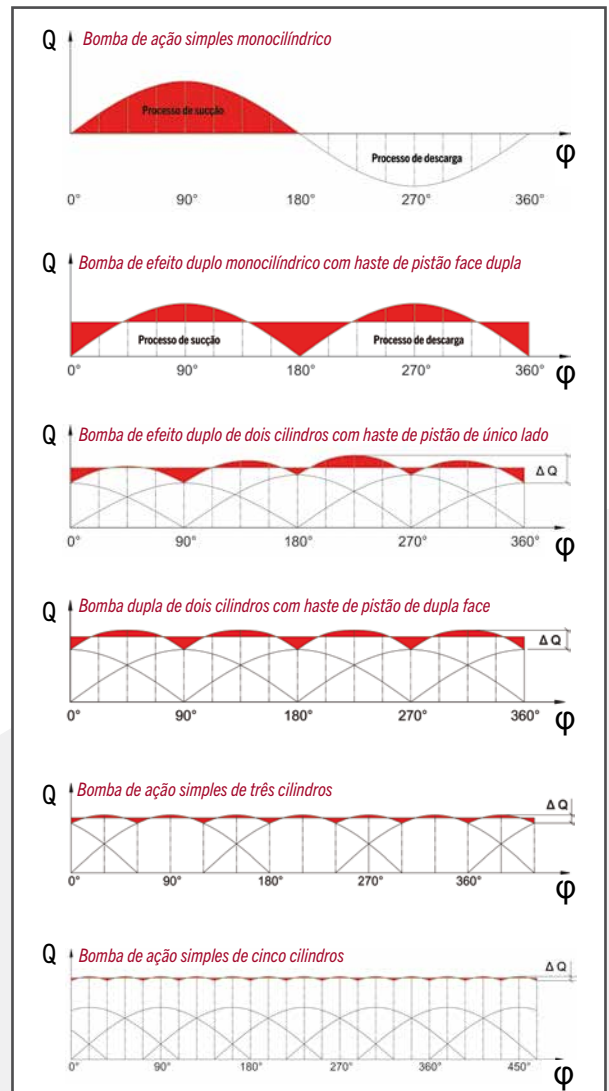 Q Bomba de ação simples monocilíndrico
Processo de sucção
Processo de descarga
φ
0° 90° 180° 270° 360°
Q Bomba de efeito duplo monocilíndrico com haste de pistão face dupla
Processo de sucção Processo de descarga
0° 90° 180° 270° 360° φ
Q Bomba de efeito duplo de dois cilindros com haste de pistão de único lado
Δ Q
0° 90° 180° 270° 360° φ
Q Bomba dupla de dois cilindros com haste de pistão de dupla face
Δ Q
0° 90° 180° 270° 360° φ
Q Bomba de ação simples de três cilindros
Δ Q
0° 90° 180° 270° 360° φ
Q Bomba de ação simples de cinco cilindros
Δ Q
0° 90° 180° 270° 360° 450° φ